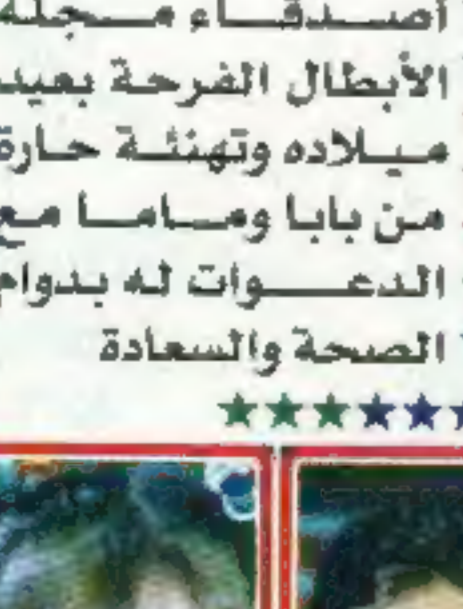 أصدقاء مجلة
الأبطال الفرحة بعيد
ميلاده وتهنئة حارة
من بابا وماما مع
الدعوات له بدوام
الصحة والسعادة